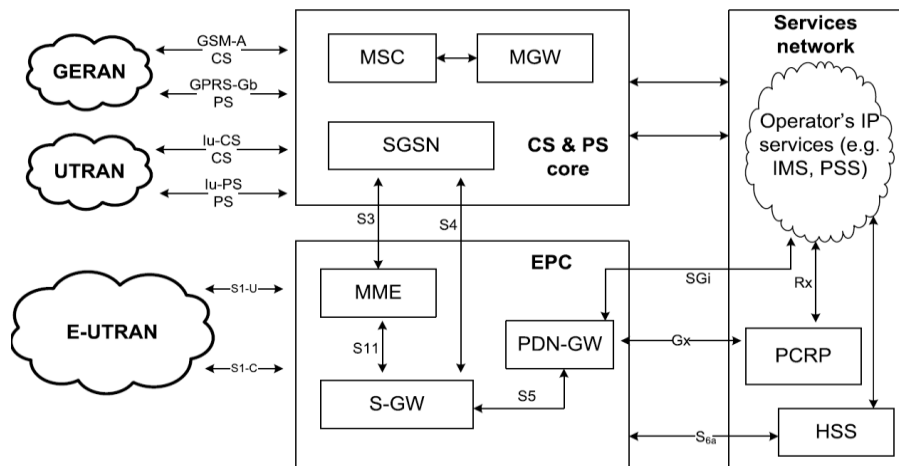 GERAN
GSM-A
CS
GPRS-Gb
PS
UTRAN
Iu-CS
CS
Iu-PS
PS
MSC
MGW
SGSN
CS & PS
core
Services
network
Operator's IP
services (e.g.
IMS, PSS)
S3
S4
E-UTRAN
S1-U
S1-C
EPC
MME
S11
S-GW
S5
PDN-GW
SGi
Rx
Gx
PCRP
S6a
HSS